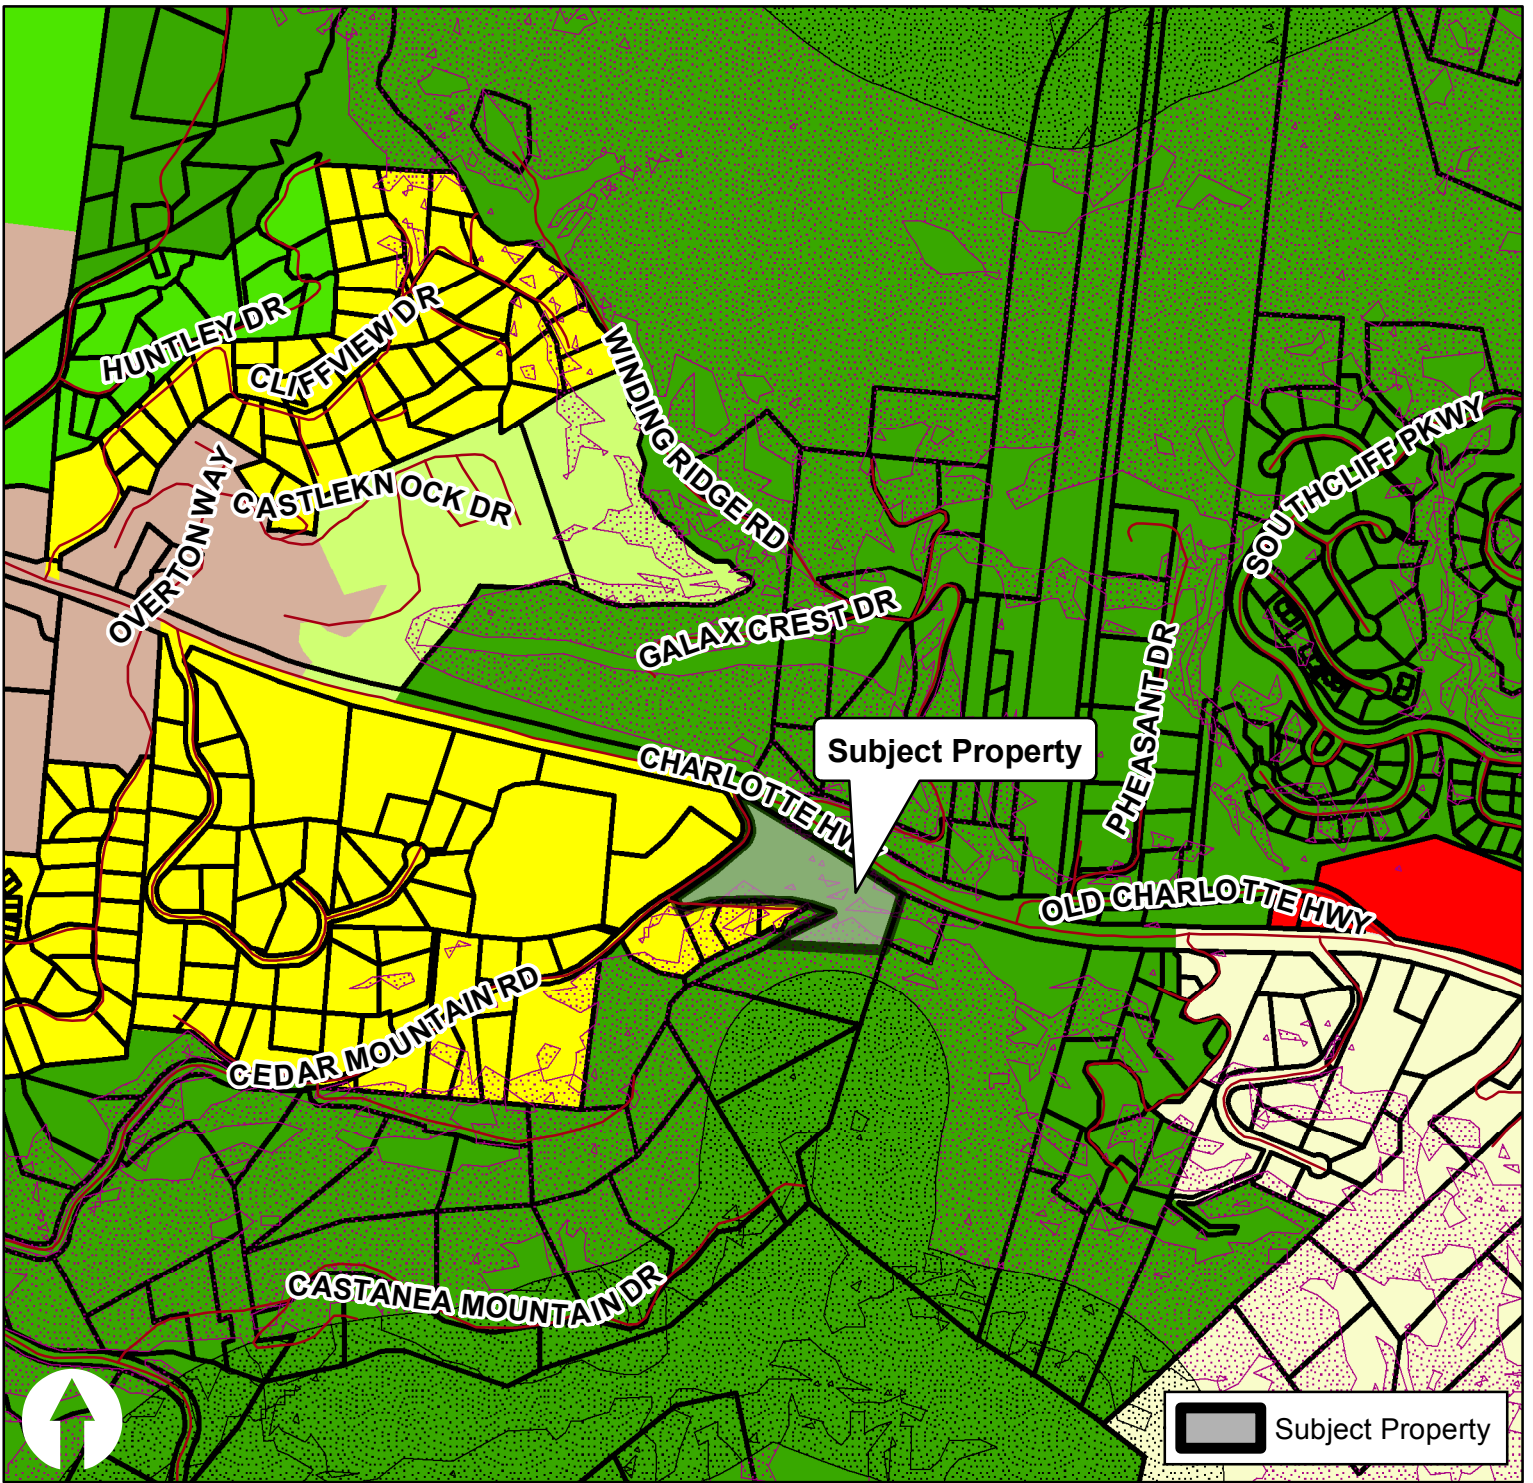 HUNTLEY DR
CLIFFVIEW DR
WINDING RIDGE RD
SOUTHCLIFF PKWY
OVERTON WAY
CASTLEKNOCK DR
GALAX CREST DR
PHEASANT DR
Subject Property
CHARLOTTE HWY
OLD CHARLOTTE HWY
CEDAR MOUNTAIN RD
CASTANEA MOUNTAIN DR
Subject Property